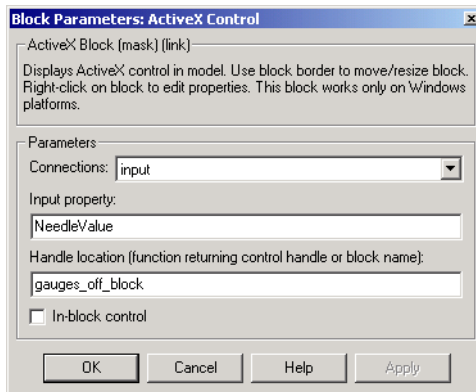 Block Parameters: ActiveX Control
ActiveX Block (mask) (link)
Displays ActiveX control in model. Use block border to move/resize block.
Right-click on block to edit properties. This block works only on Windows
platforms.
Parameters
Connections: input
Input property:
NeedleValue
Handle location (function returning control handle or block name):
gauges_off_block
In-block control
OK Cancel Help Apply